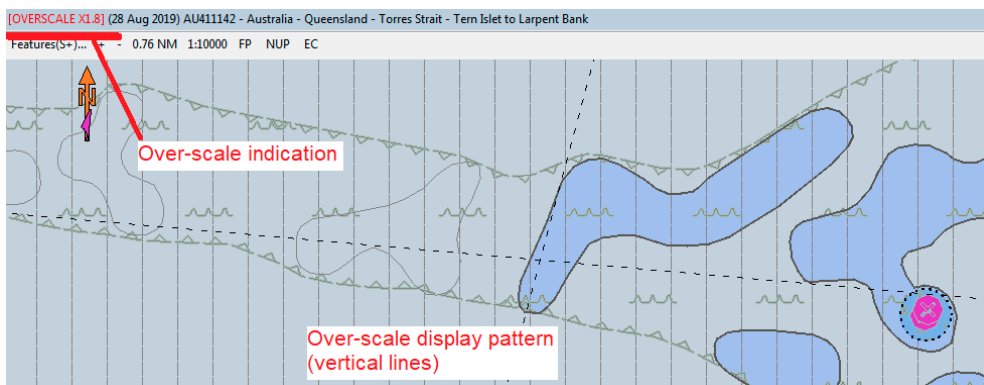 [OVERSCALE X1.8] (28 Aug 2019) AU411142 - Australia - Queensland - Torres Strait - Tern Islet to Larpent Bank
Features(S+)... + - 0.76 NM 1:10000 FP NUP EC
N
Over-scale indication
Over-scale display pattern
(vertical lines)